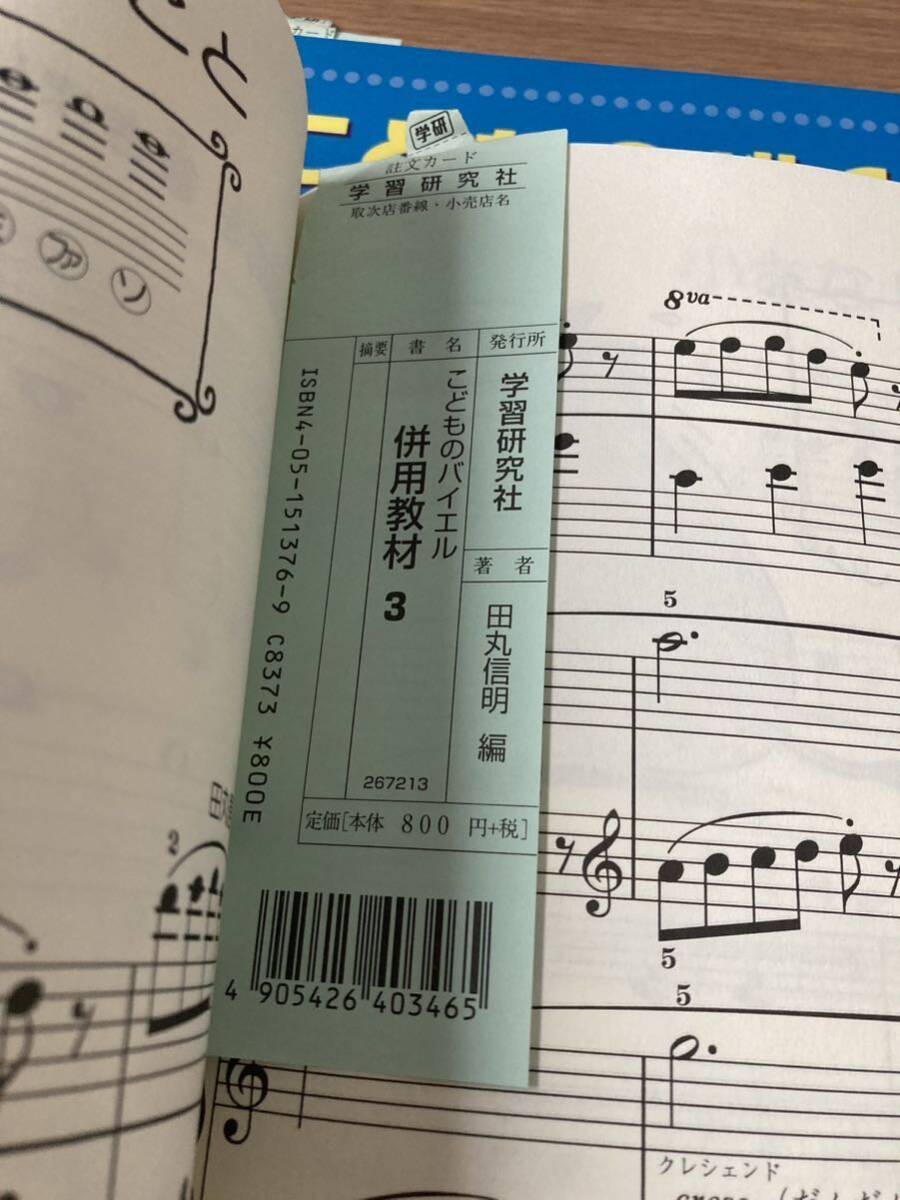 学研
註文カード
学習研究社
取次店番線・小売店名
発行所
学習研究社
著者
田丸信明 編
書名
こどものバイエル
併用教材 3
267213
摘要
定価[本体 800 円+税]
ISBN4-05-151376-9 C8373 ¥800E
4 905426 403465
ファ
ソ
2
8va
5
5
5
クレシェンド